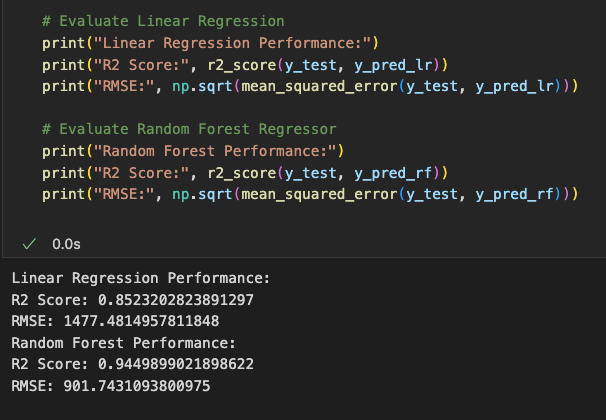 # Evaluate Linear Regression
print("Linear Regression Performance:")
print("R2 Score:", r2_score(y_test, y_pred_lr))
print("RMSE:", np.sqrt(mean_squared_error(y_test, y_pred_lr)))
# Evaluate Random Forest Regressor
print("Random Forest Performance:")
print("R2 Score:", r2_score(y_test, y_pred_rf))
print("RMSE:", np.sqrt(mean_squared_error(y_test, y_pred_rf)))
✓ 0.0s
Linear Regression Performance:
R2 Score: 0.8523202823891297
RMSE: 1477.4814957811848
Random Forest Performance:
R2 Score: 0.9449899021898622
RMSE: 901.7431093800975